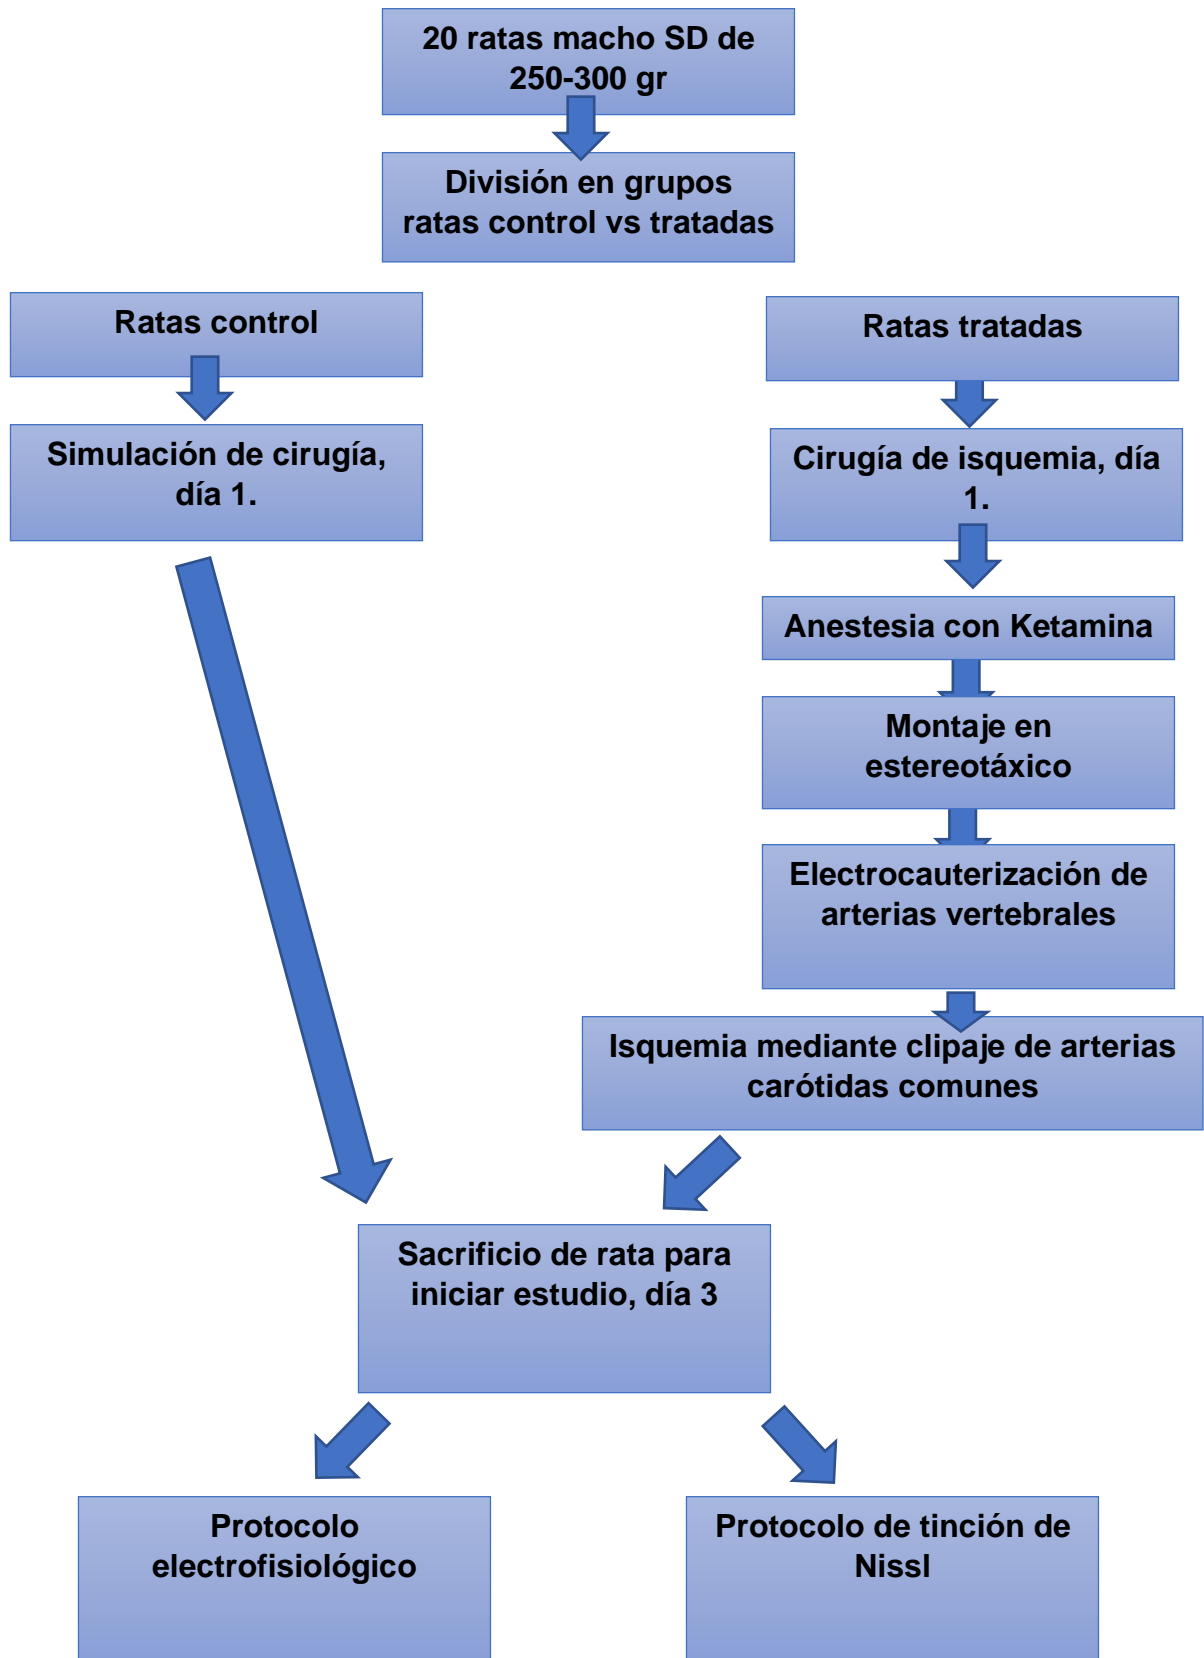 20 ratas macho SD de
250-300 gr
División en grupos
ratas control vs tratadas
Ratas control
Ratas tratadas
Simulación de cirugía,
día 1.
Cirugía de isquemia, día
1.
Anestesia con Ketamina
Montaje en
estereotáxico
Electrocauterización de
arterias vertebrales
Isquemia mediante clipaje de arterias
carótidas comunes
Sacrificio de rata para
iniciar estudio, día 3
Protocolo
electrofisiológico
Protocolo de tinción de
Nissl